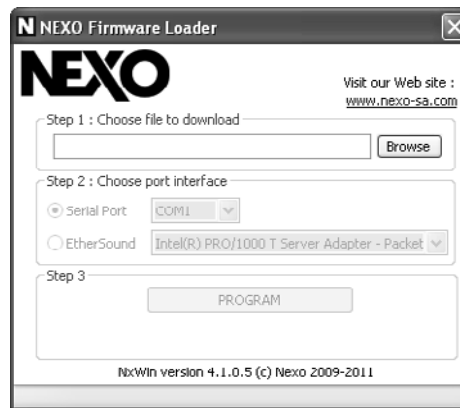 N NEXO Firmware Loader
NEXO
Visit our Web site :
www.nexo-sa.com
Step 1 : Choose file to download
Browse
Step 2 : Choose port interface
Serial Port COM1
EtherSound Intel(R) PRO/1000 T Server Adapter - Packet
Step 3
PROGRAM
NxWin version 4.1.0.5 (c) Nexo 2009-2011